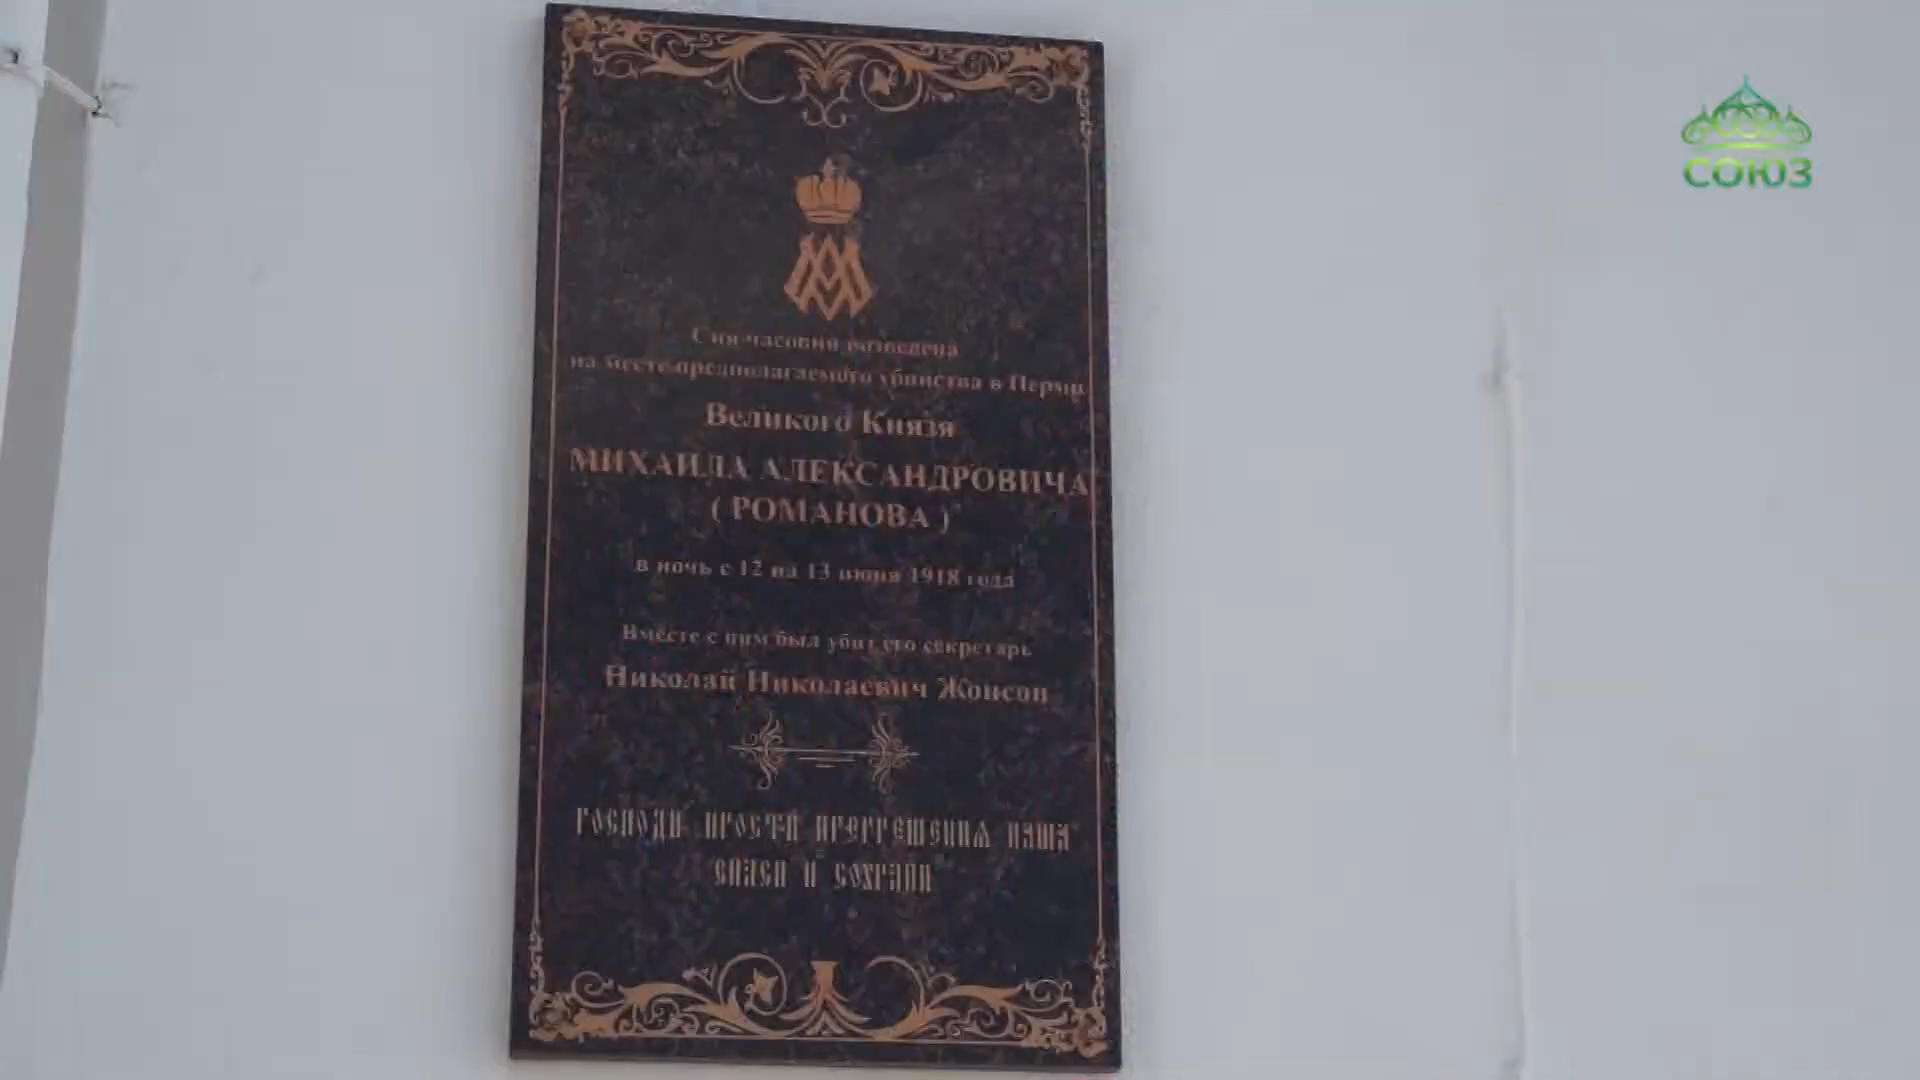 СОЮЗ
Сия часовня возведена
на месте предполагаемого убийства в Перми
Великого Князя
МИХАИЛА АЛЕКСАНДРОВИЧА
( РОМАНОВА )
в ночь с 12 на 13 июня 1918 года
Вместе с ним был убит его секретарь
Николай Николаевич Жонсон
Господи прости прегрешения наша
спаси и сохрани